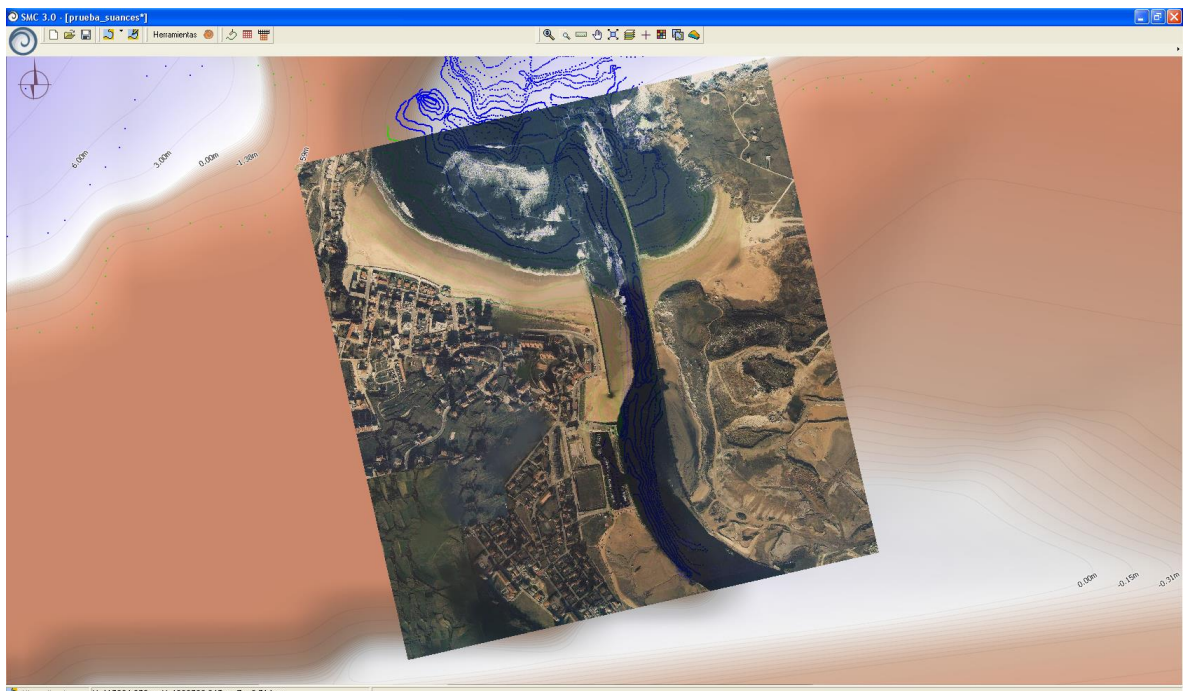 SMC 3.0 - [prueba_suances*]
Herramientas
6.00m
3.00m
0.00m
-1.38m
0.00m
-0.15m
-0.31m